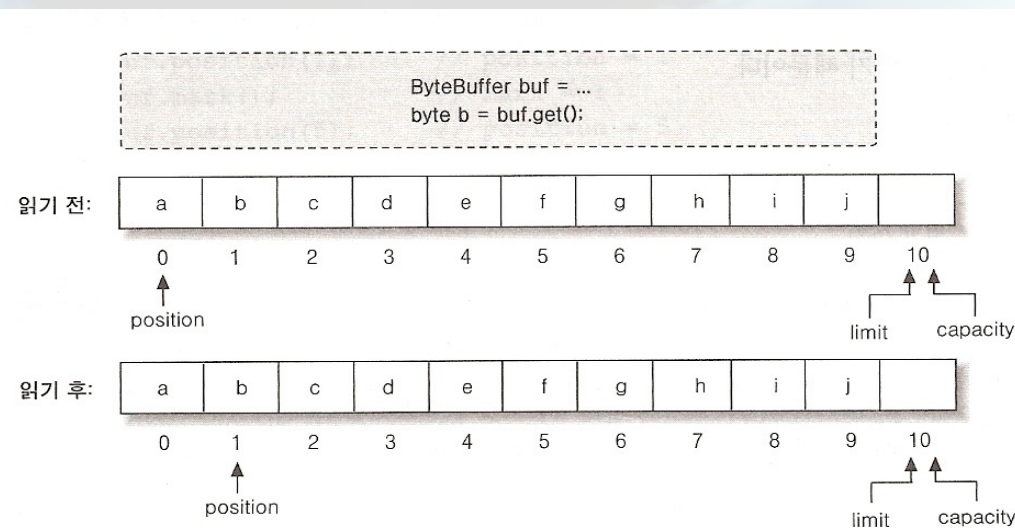 ByteBuffer buf = ...
byte b = buf.get();
읽기 전:
a b c d e f g h i j
0 1 2 3 4 5 6 7 8 9 10
position
limit capacity
읽기 후:
a b c d e f g h i j
0 1 2 3 4 5 6 7 8 9 10
position
limit capacity